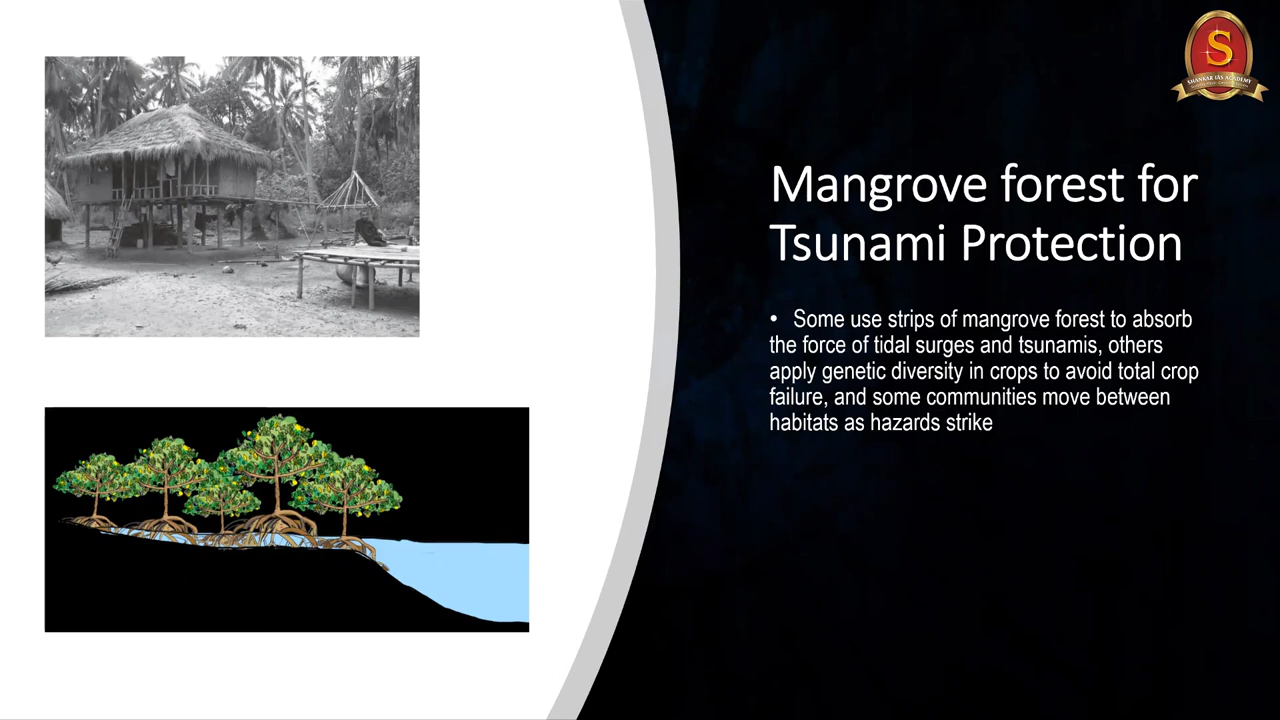 SHANKAR IAS ACADEMY
Mangrove forest for
Tsunami Protection
• Some use strips of mangrove forest to absorb
the force of tidal surges and tsunamis, others
apply genetic diversity in crops to avoid total crop
failure, and some communities move between
habitats as hazards strike